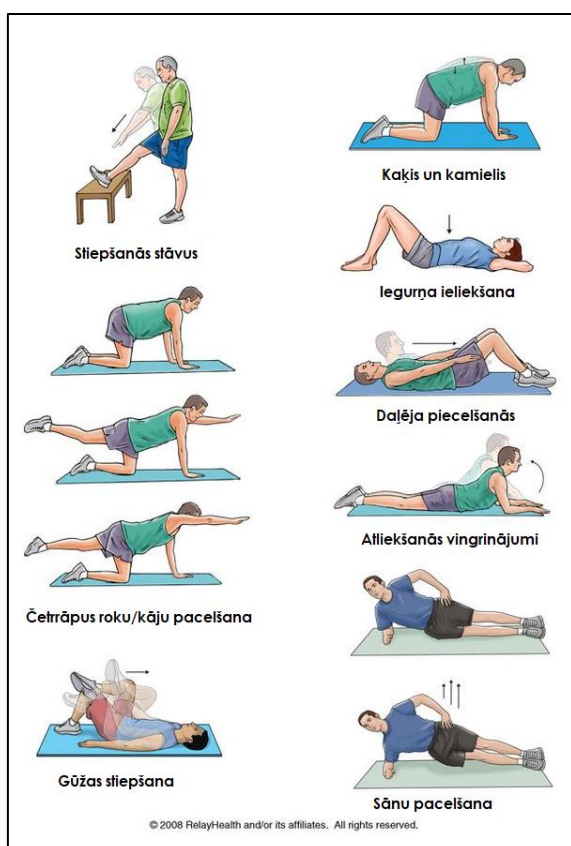 Stiepšanās stāvus
Četrrāpus roku/kāju pacelšana
Gūžas stiepšana
Kaķis un kamielis
Iegurņa ieliekšana
Daļēja piecelšanās
Atliekšanās vingrinājumi
Sānu pacelšana
© 2008 RelayHealth and/or its affiliates. All rights reserved.